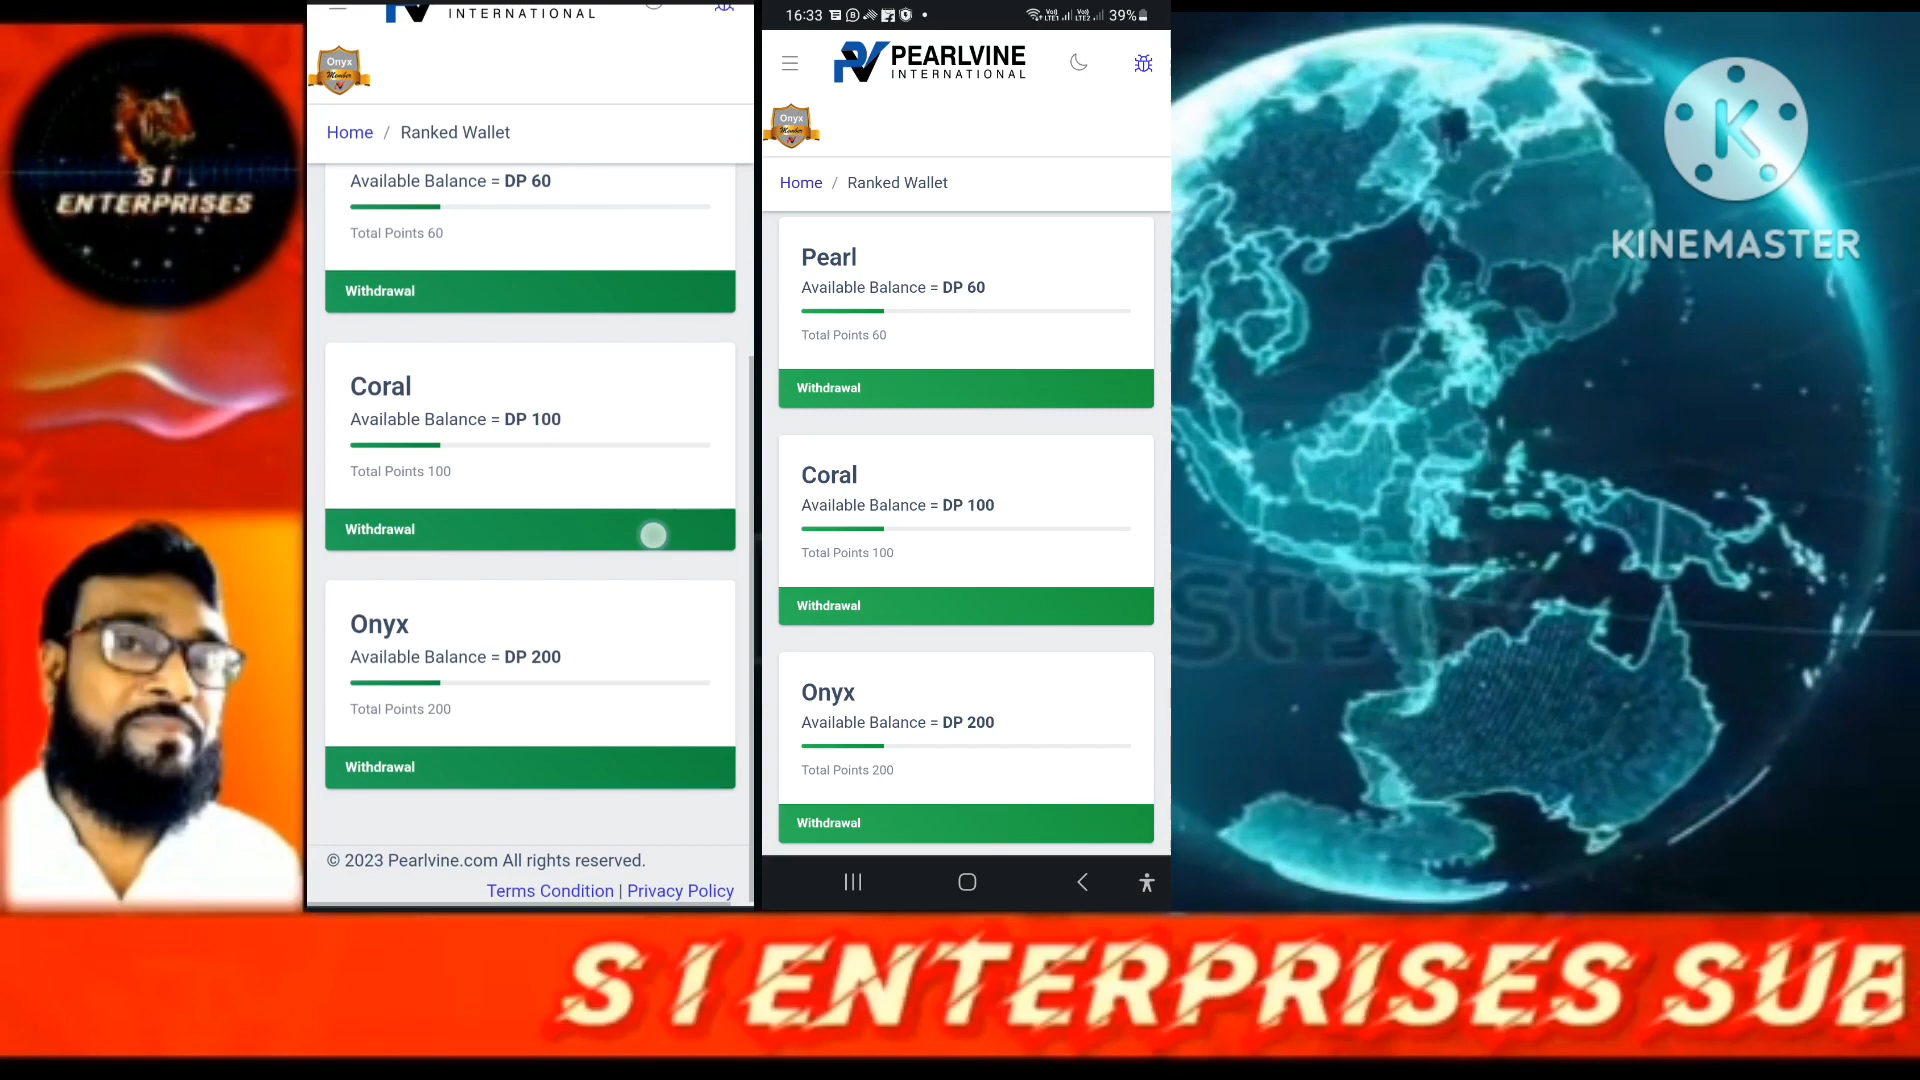 S I
ENTERPRISES
INTERNATIONAL
Onyx
Member
Home / Ranked Wallet
Available Balance = DP 60
Total Points 60
Withdrawal
Coral
Available Balance = DP 100
Total Points 100
Withdrawal
Onyx
Available Balance = DP 200
Total Points 200
Withdrawal
© 2023 Pearlvine.com All rights reserved.
Terms Condition | Privacy Policy
16:33
39%
PEARLVINE
INTERNATIONAL
Onyx
Member
Home / Ranked Wallet
Pearl
Available Balance = DP 60
Total Points 60
Withdrawal
Coral
Available Balance = DP 100
Total Points 100
Withdrawal
Onyx
Available Balance = DP 200
Total Points 200
Withdrawal
K
KINEMASTER
S I ENTERPRISES SUB